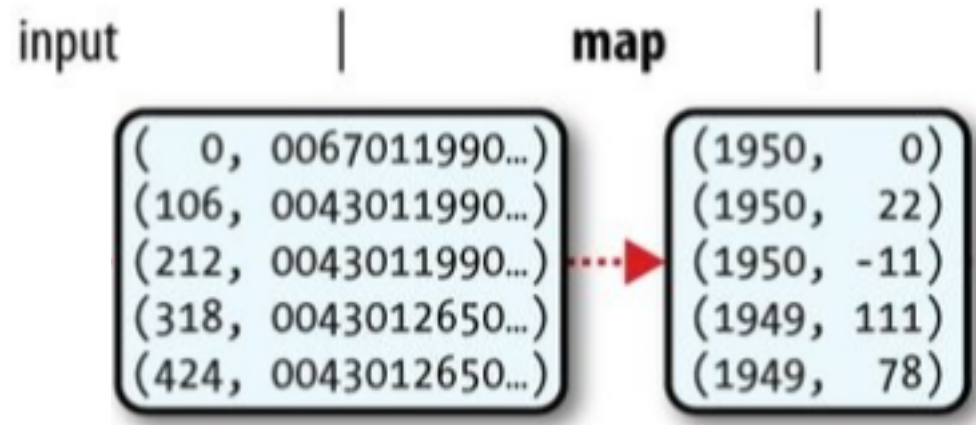 input | map |
( 0, 0067011990…) (1950, 0)
(106, 0043011990…) (1950, 22)
(212, 0043011990…) (1950, -11)
(318, 0043012650…) (1949, 111)
(424, 0043012650…) (1949, 78)